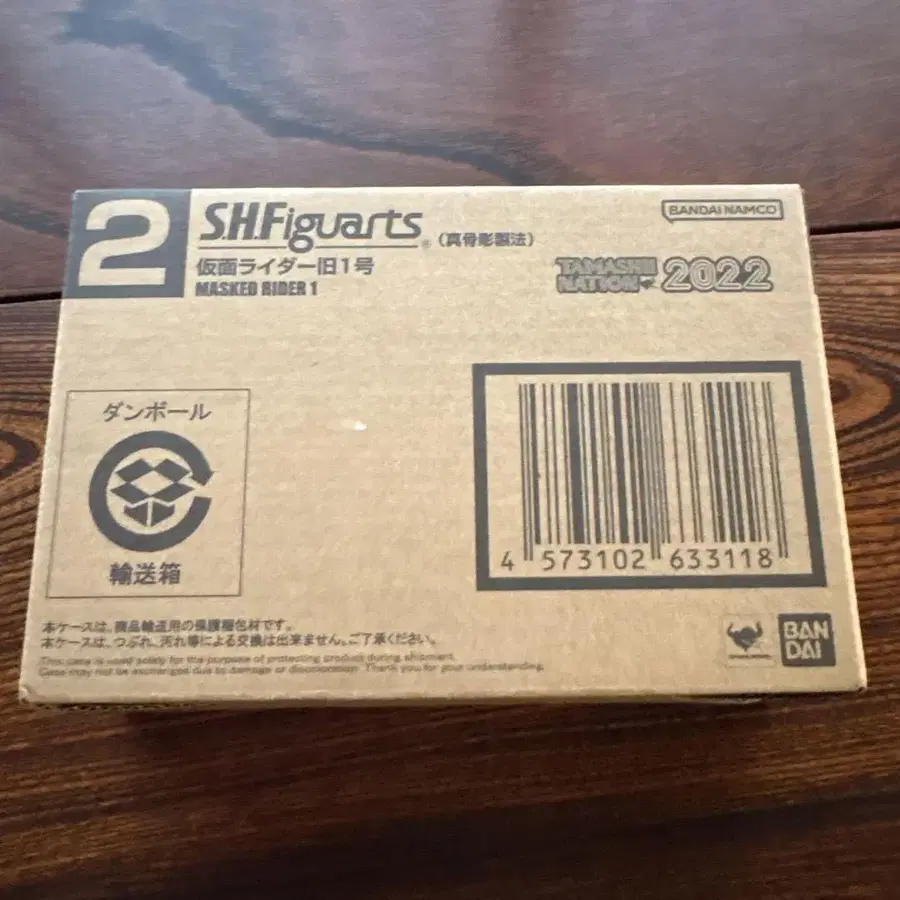 2
S.H.Figuarts®（真骨彫製法）
仮面ライダー旧1号
MASKED RIDER 1
BANDAI NAMCO
TAMASHII NATION 2022
ダンボール
輸送箱
4 573102 633118
本ケースは、商品輸送用の保護梱包材です。
本ケースは、つぶれ、汚れ等による交換は出来ません。ご了承ください。
This case is used solely for the purpose of protecting product during shipment.
Case may not be exchanged due to damage or discoloration. Thank you for your understanding.
BAN
DAI